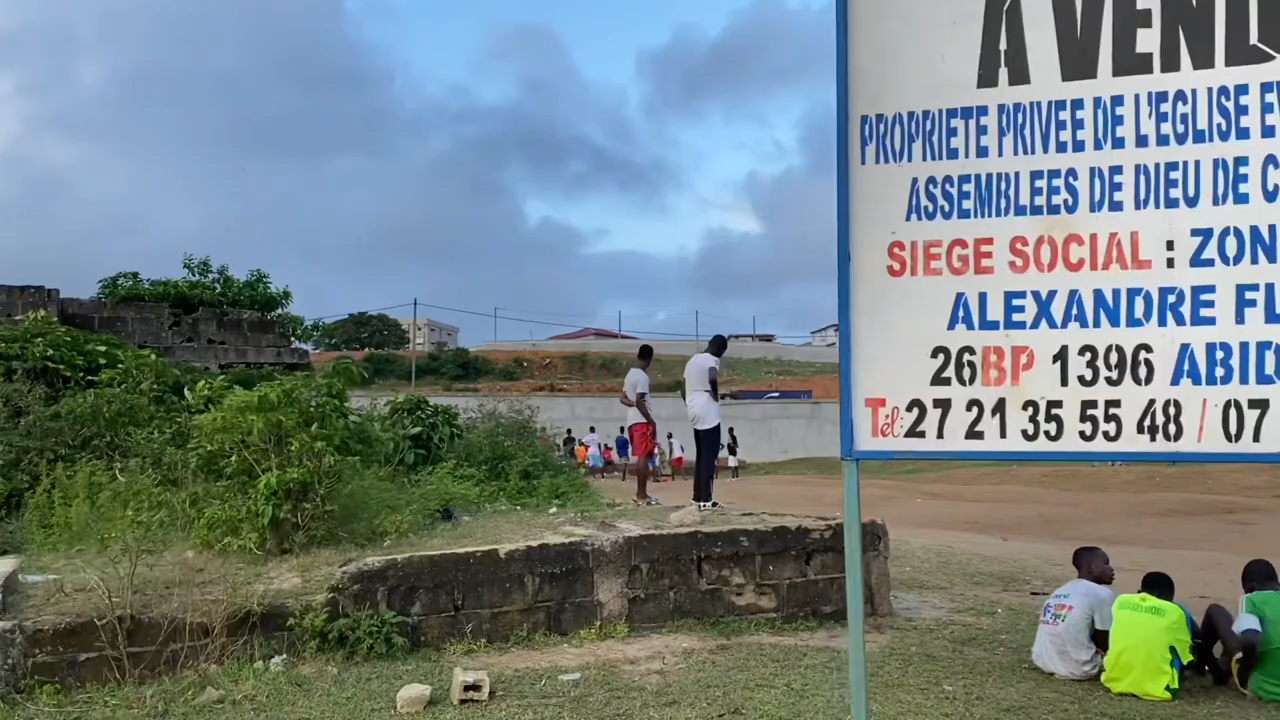 A VEND
PROPRIETE PRIVEE DE L'EGLISE EV
ASSEMBLEES DE DIEU DE C
SIEGE SOCIAL : ZON
ALEXANDRE FL
26BP 1396 ABID
Tél: 27 21 35 55 48 / 07
DÜSSELDORF